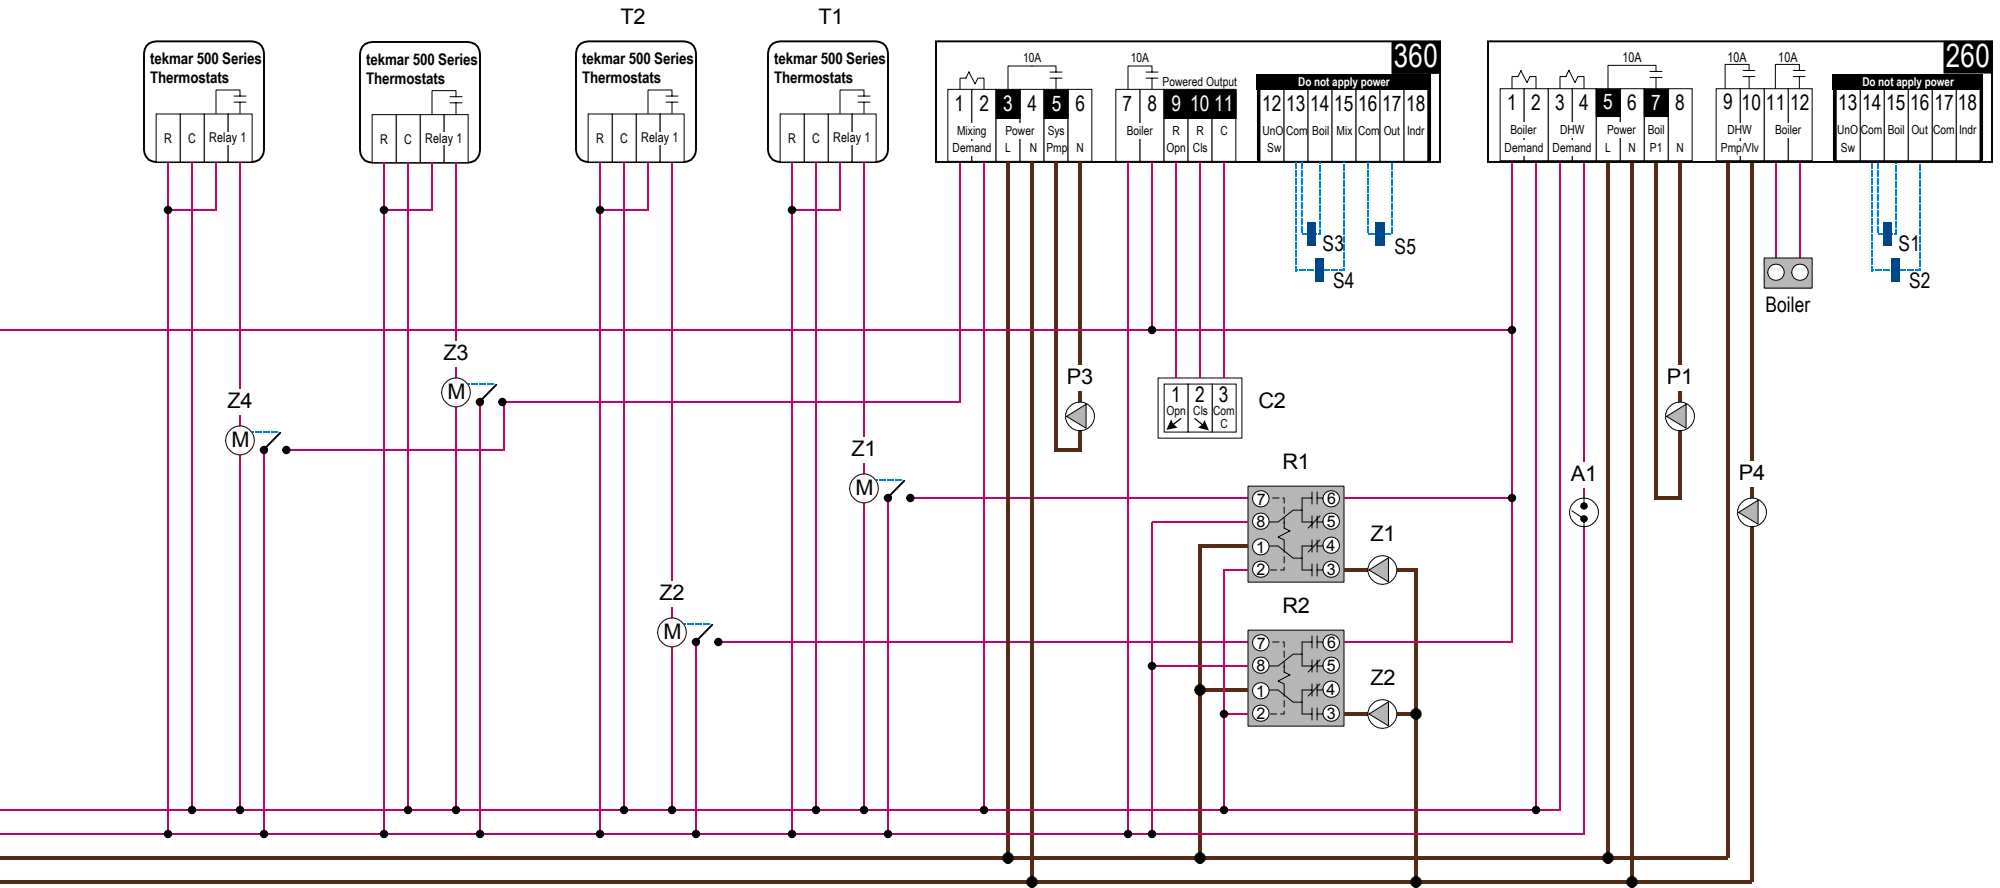 T2
T1
tekmar 500 Series
Thermostats
R C Relay 1
tekmar 500 Series
Thermostats
R C Relay 1
tekmar 500 Series
Thermostats
R C Relay 1
tekmar 500 Series
Thermostats
R C Relay 1
360
10A
10A
Powered Output
Do not apply power
1 2 3 4 5 6 7 8 9 10 11 12 13 14 15 16 17 18
Mixing Power Sys Boiler R R C UnO Com Boil Mix Com Out Indr
Demand L N Pmp N Opn Cls Sw
260
10A
10A
10A
Do not apply power
1 2 3 4 5 6 7 8 9 10 11 12 13 14 15 16 17 18
Boiler DHW Power Boil DHW Boiler UnO Com Boil Out Com Indr
Demand Demand L N P1 N Pmp/Vlv Sw
S3
S4
S5
S1
S2
Boiler
Z3
M
Z4
M
P3
1 2 3
Opn Cls Com
C
C2
P1
Z1
M
R1
7 6
8 5
1 4
2 3
Z1
A1
P4
Z2
M
R2
7 6
8 5
1 4
2 3
Z2